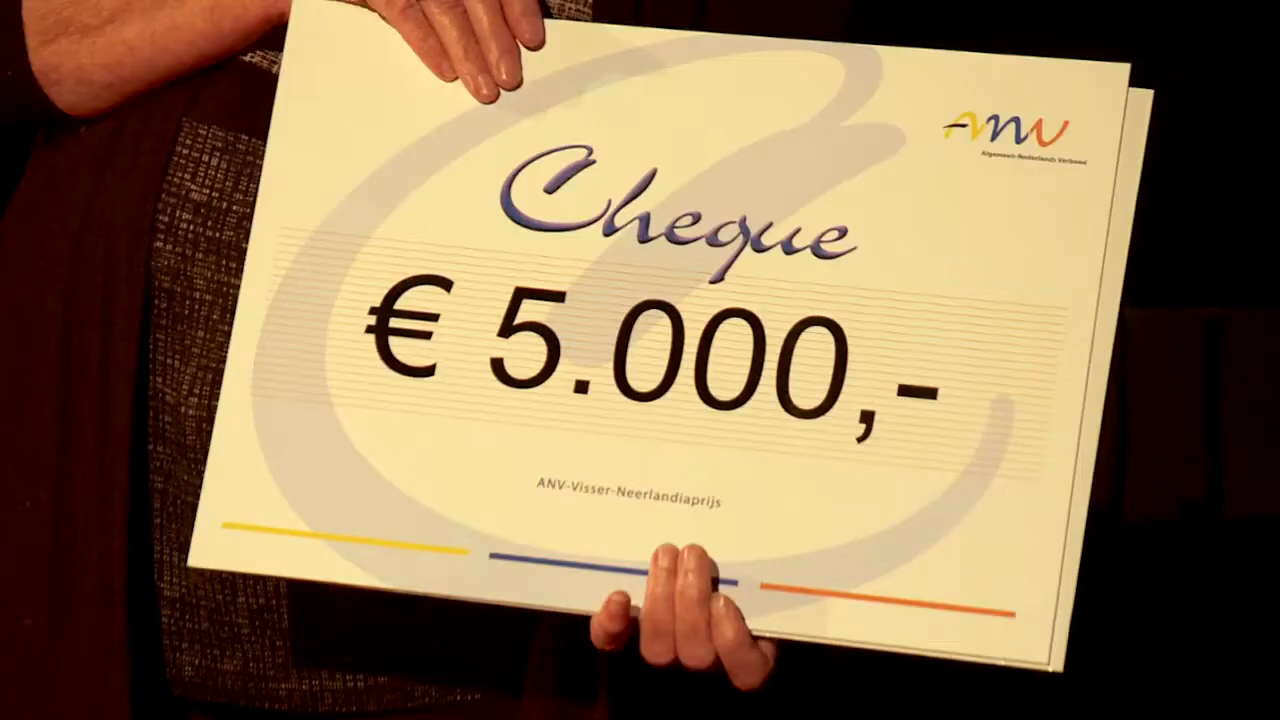 ANV
Algemeen-Nederlands Verbond
Cheque
€ 5.000,-
ANV-Visser-Neerlandiaprijs